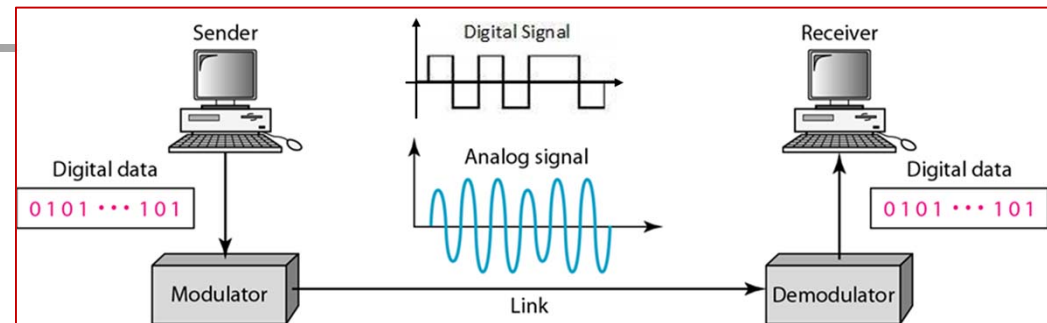 Sender
Digital Signal
Receiver
Analog signal
Digital data
0101 ··· 101
Digital data
0101 ··· 101
Modulator
Link
Demodulator